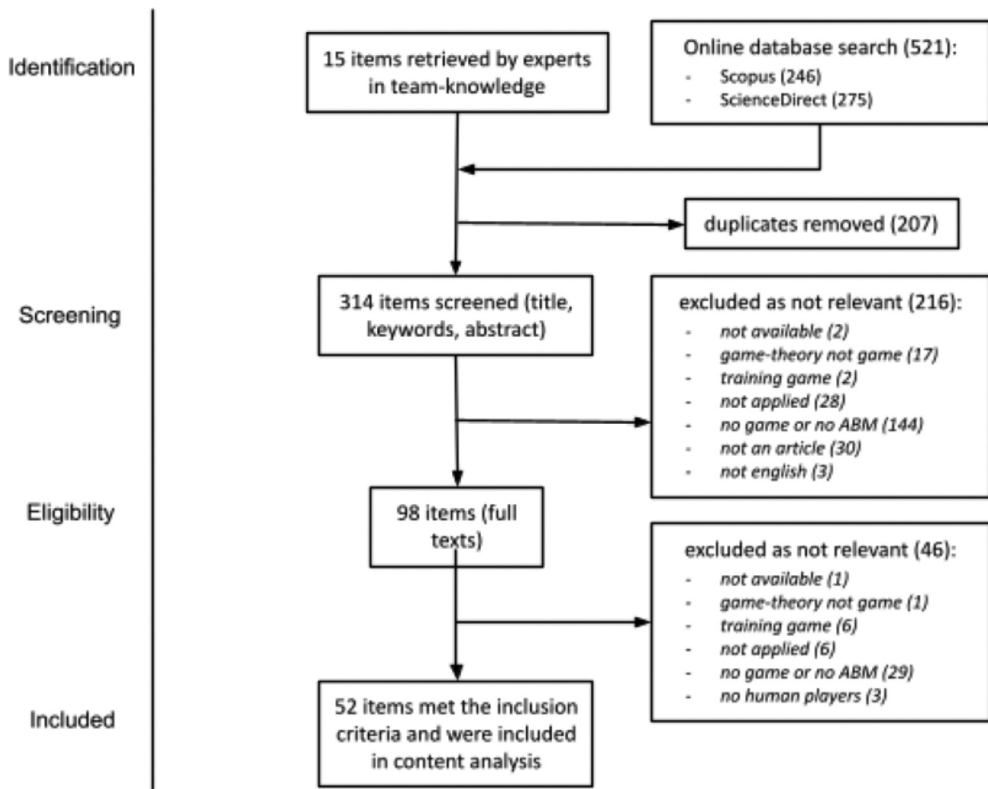 Identification
15 items retrieved by experts
in team-knowledge
Online database search (521):
- Scopus (246)
- ScienceDirect (275)
duplicates removed (207)
Screening
314 items screened (title,
keywords, abstract)
excluded as not relevant (216):
- not available (2)
- game-theory not game (17)
- training game (2)
- not applied (28)
- no game or no ABM (144)
- not an article (30)
- not english (3)
Eligibility
98 items (full
texts)
excluded as not relevant (46):
- not available (1)
- game-theory not game (1)
- training game (6)
- not applied (6)
- no game or no ABM (29)
- no human players (3)
Included
52 items met the inclusion
criteria and were included
in content analysis